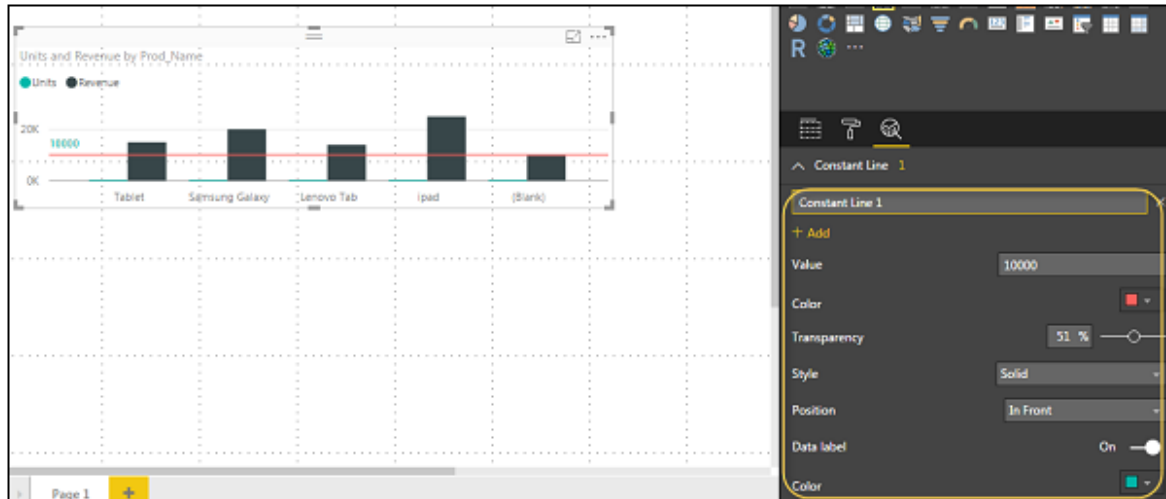 Units and Revenue by Prod_Name
Units Revenue
20K
10000
0K
Tablet Samsung Galaxy Lenovo Tab ipad (Blank)
Page 1
R
Constant Line 1
Constant Line 1
+ Add
Value 10000
Color
Transparency 51 %
Style Solid
Position In Front
Data label On
Color